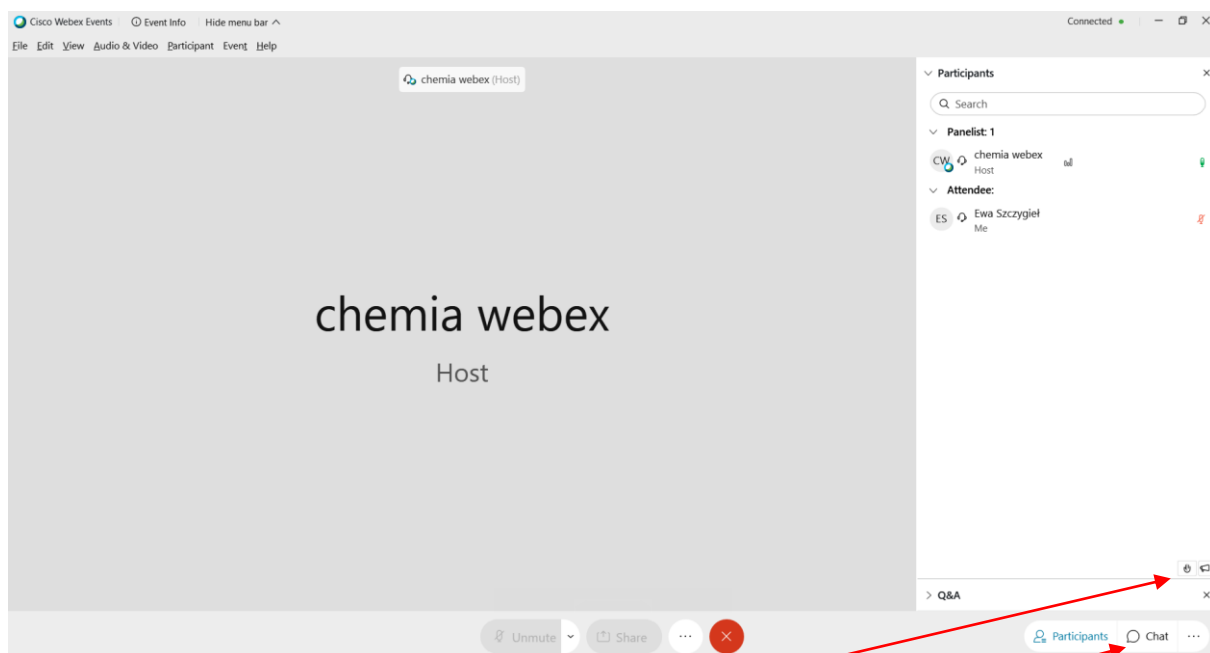 Cisco Webex Events Event Info Hide menu bar Connected
File Edit View Audio & Video Participant Event Help
chemia webex (Host)
chemia webex
Host
Participants
Search
Panelist: 1
CW chemia webex
Host
Attendee:
ES Ewa Szczygieł
Me
Q&A
Unmute Share Participants Chat